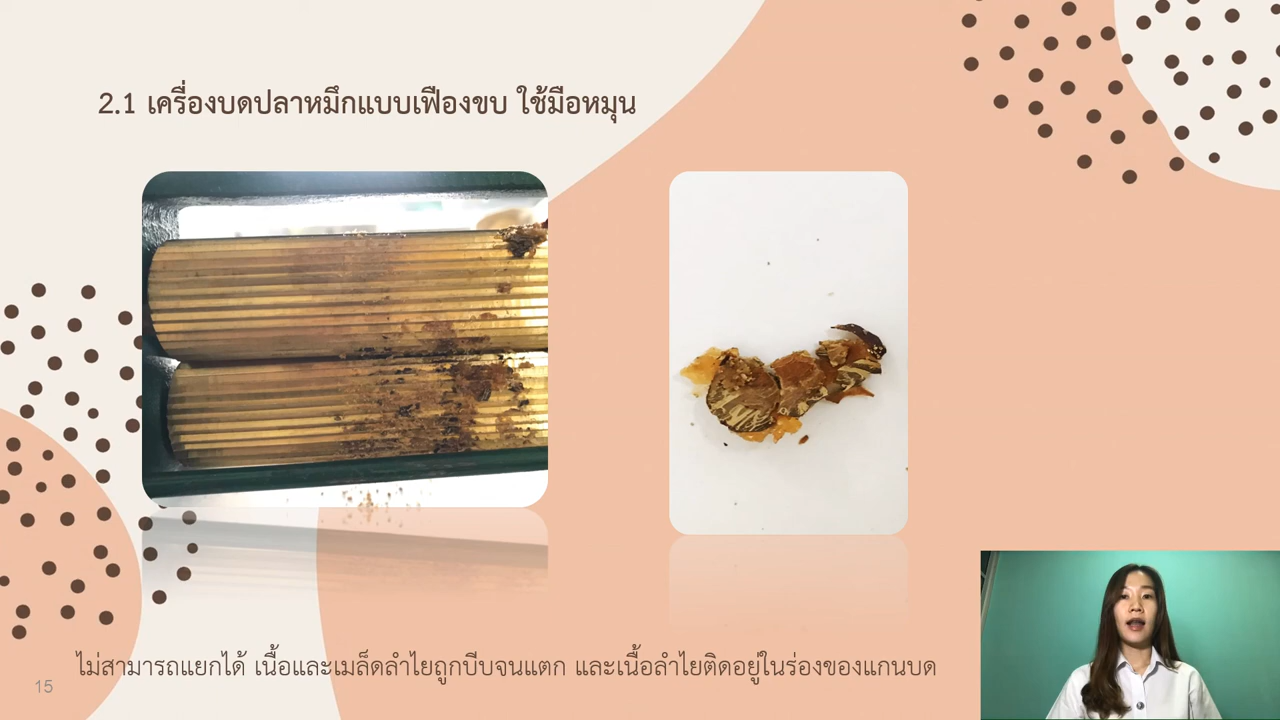 2.1 เครื่องบดปลาหมึกแบบเฟืองขบ ใช้มือหมุน
ไม่สามารถแยกได้ เนื้อและเมล็ดลำไยถูกบีบจนแตก และเนื้อลำไยติดอยู่ในร่องของแกนบด
15